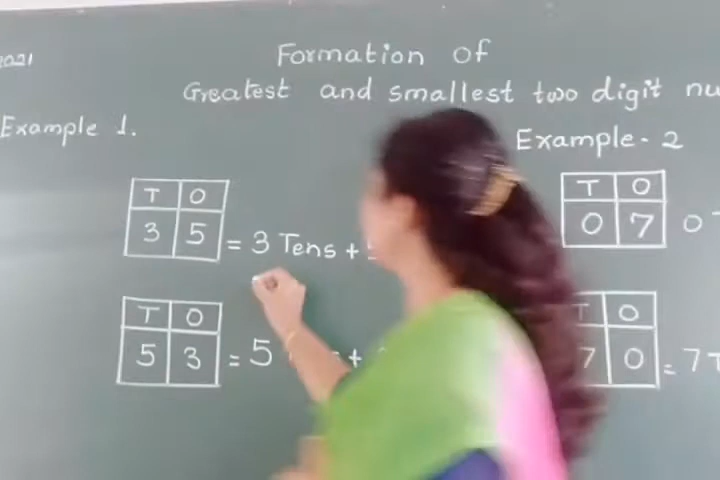 2021
Formation of
Greatest and smallest two digit
Example 1.
Example - 2
T O
3 5 = 3 Tens +
T O
5 3 = 5 +
T O
0 7 0
T O
7 0 = 7